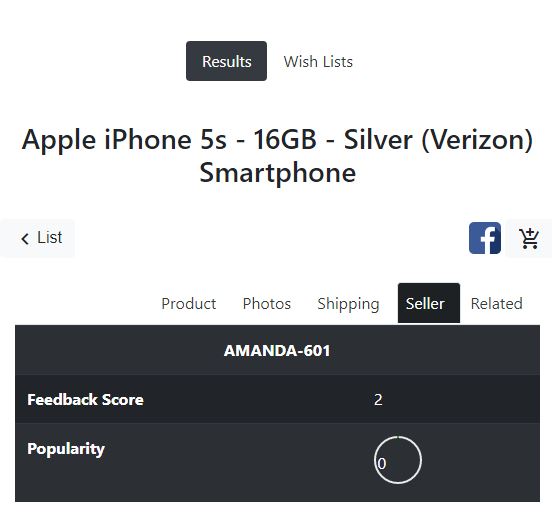 Results Wish Lists
Apple iPhone 5s - 16GB - Silver (Verizon)
Smartphone
List
Product Photos Shipping Seller Related
AMANDA-601
Feedback Score 2
Popularity 0